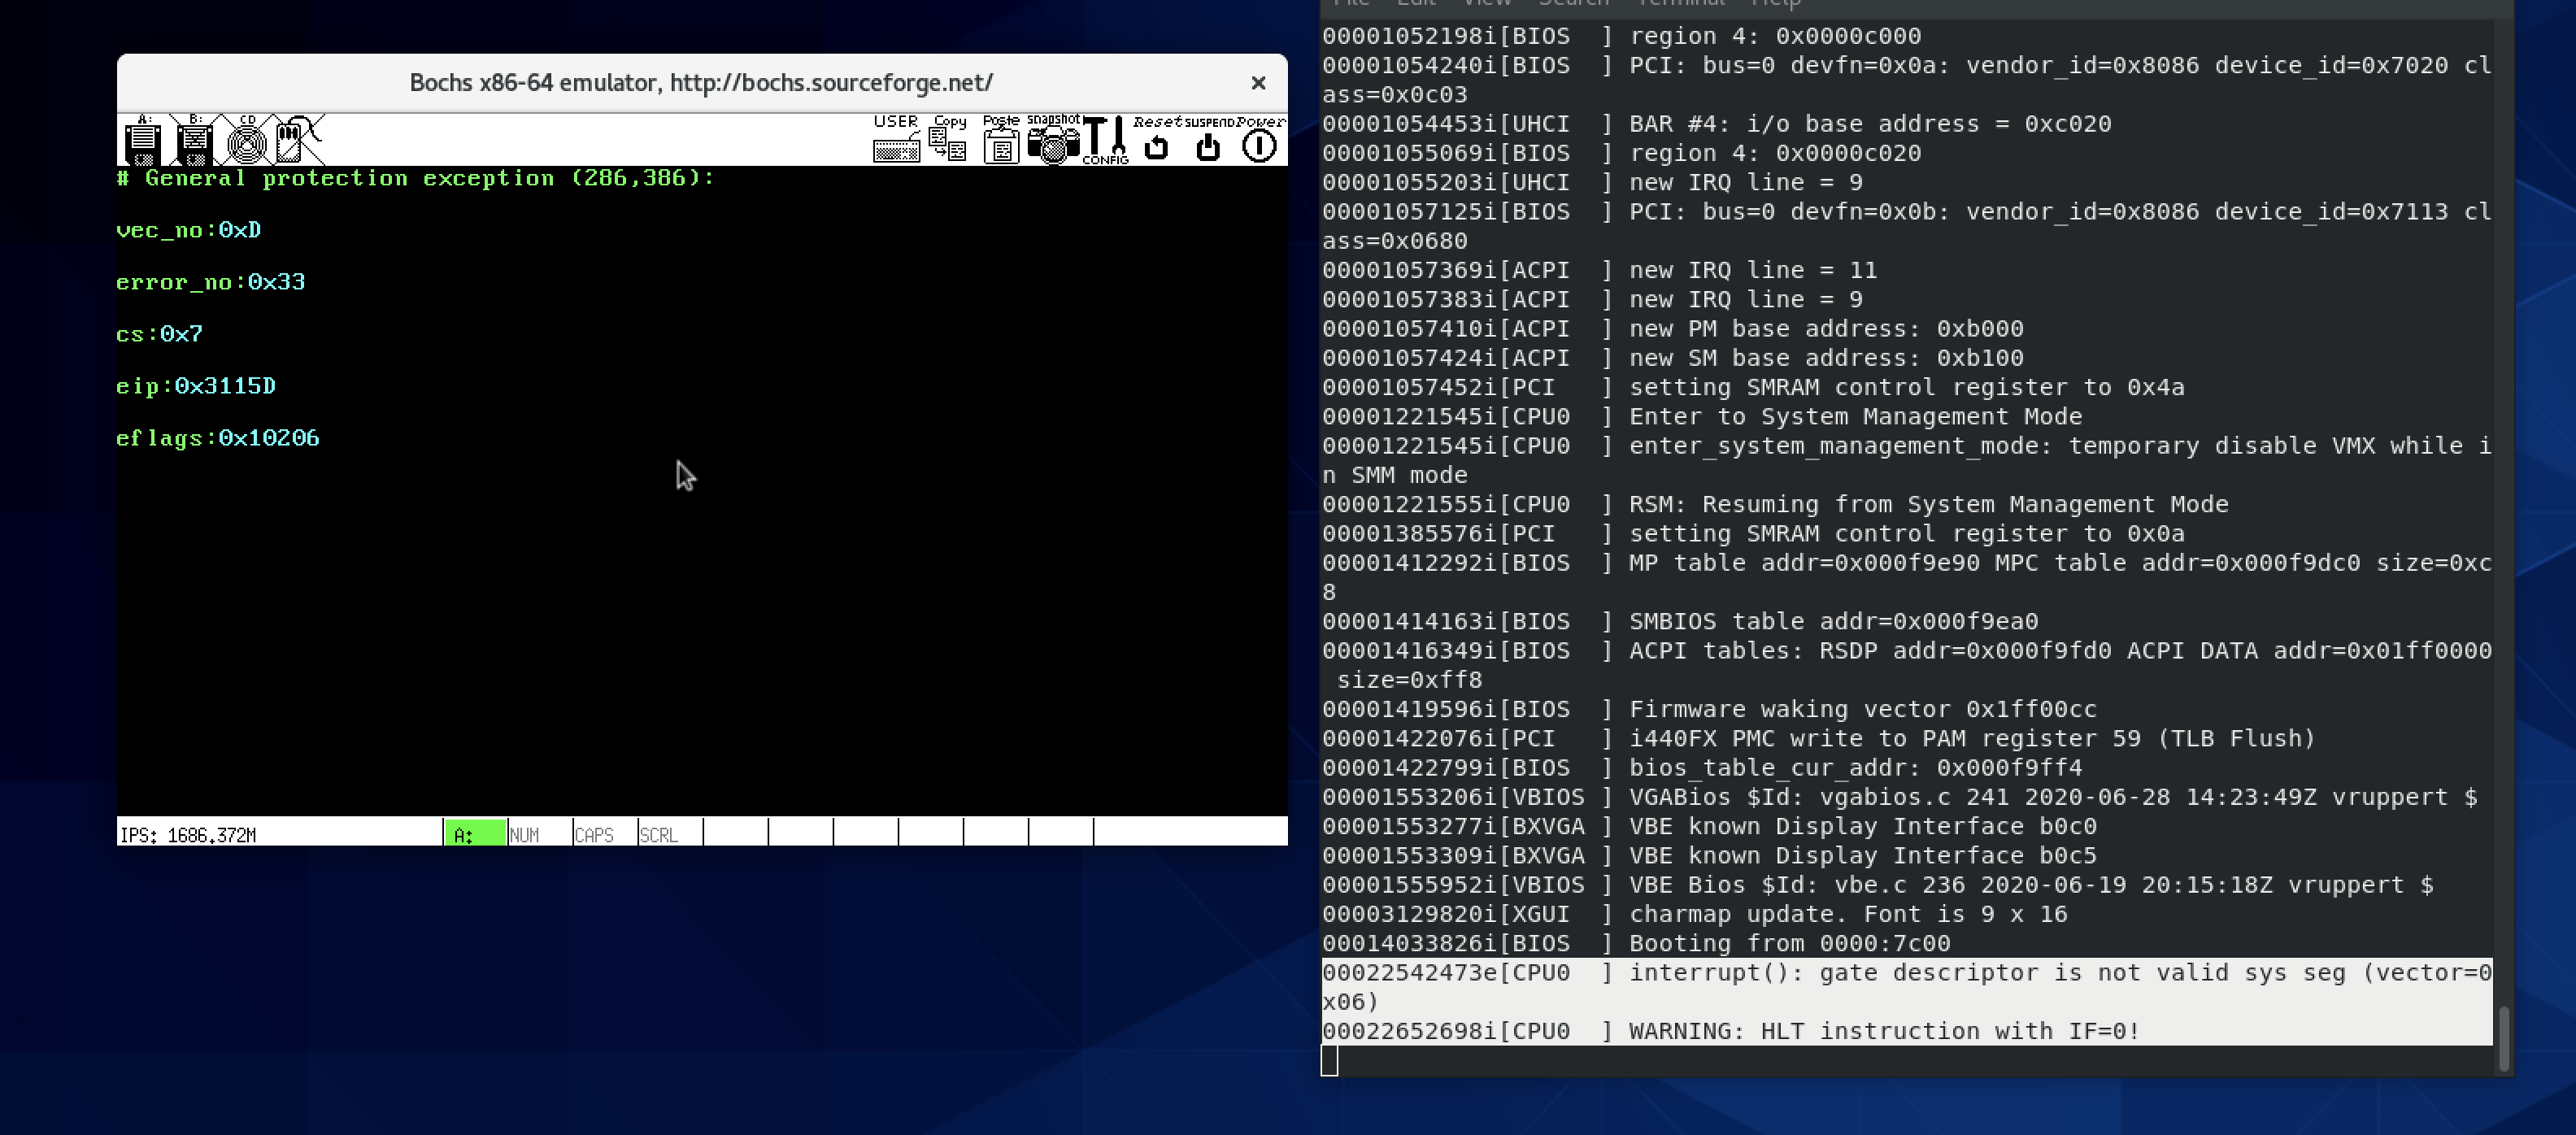 Bochs x86-64 emulator, http://bochs.sourceforge.net/
×
A: B: CD USER Copy Paste snapshot CONFIG Reset SUSPEND Power
# General protection exception (286,386):
vec_no:0xD
error_no:0x33
cs:0x7
eip:0x3115D
eflags:0x10206
IPS: 1686.372M A: NUM CAPS SCRL
File Edit View Search Terminal Help
00001052198i[BIOS  ] region 4: 0x0000c000
00001054240i[BIOS  ] PCI: bus=0 devfn=0x0a: vendor_id=0x8086 device_id=0x7020 cl
ass=0x0c03
00001054453i[UHCI  ] BAR #4: i/o base address = 0xc020
00001055069i[BIOS  ] region 4: 0x0000c020
00001055203i[UHCI  ] new IRQ line = 9
00001057125i[BIOS  ] PCI: bus=0 devfn=0x0b: vendor_id=0x8086 device_id=0x7113 cl
ass=0x0680
00001057369i[ACPI  ] new IRQ line = 11
00001057383i[ACPI  ] new IRQ line = 9
00001057410i[ACPI  ] new PM base address: 0xb000
00001057424i[ACPI  ] new SM base address: 0xb100
00001057452i[PCI   ] setting SMRAM control register to 0x4a
00001221545i[CPU0  ] Enter to System Management Mode
00001221545i[CPU0  ] enter_system_management_mode: temporary disable VMX while i
n SMM mode
00001221555i[CPU0  ] RSM: Resuming from System Management Mode
00001385576i[PCI   ] setting SMRAM control register to 0x0a
00001412292i[BIOS  ] MP table addr=0x000f9e90 MPC table addr=0x000f9dc0 size=0xc
8
00001414163i[BIOS  ] SMBIOS table addr=0x000f9ea0
00001416349i[BIOS  ] ACPI tables: RSDP addr=0x000f9fd0 ACPI DATA addr=0x01ff0000
 size=0xff8
00001419596i[BIOS  ] Firmware waking vector 0x1ff00cc
00001422076i[PCI   ] i440FX PMC write to PAM register 59 (TLB Flush)
00001422799i[BIOS  ] bios_table_cur_addr: 0x000f9ff4
00001553206i[VBIOS ] VGABios $Id: vgabios.c 241 2020-06-28 14:23:49Z vruppert $
00001553277i[BXVGA ] VBE known Display Interface b0c0
00001553309i[BXVGA ] VBE known Display Interface b0c5
00001555952i[VBIOS ] VBE Bios $Id: vbe.c 236 2020-06-19 20:15:18Z vruppert $
00003129820i[XGUI  ] charmap update. Font is 9 x 16
00014033826i[BIOS  ] Booting from 0000:7c00
00022542473e[CPU0  ] interrupt(): gate descriptor is not valid sys seg (vector=0
x06)
00022652698i[CPU0  ] WARNING: HLT instruction with IF=0!